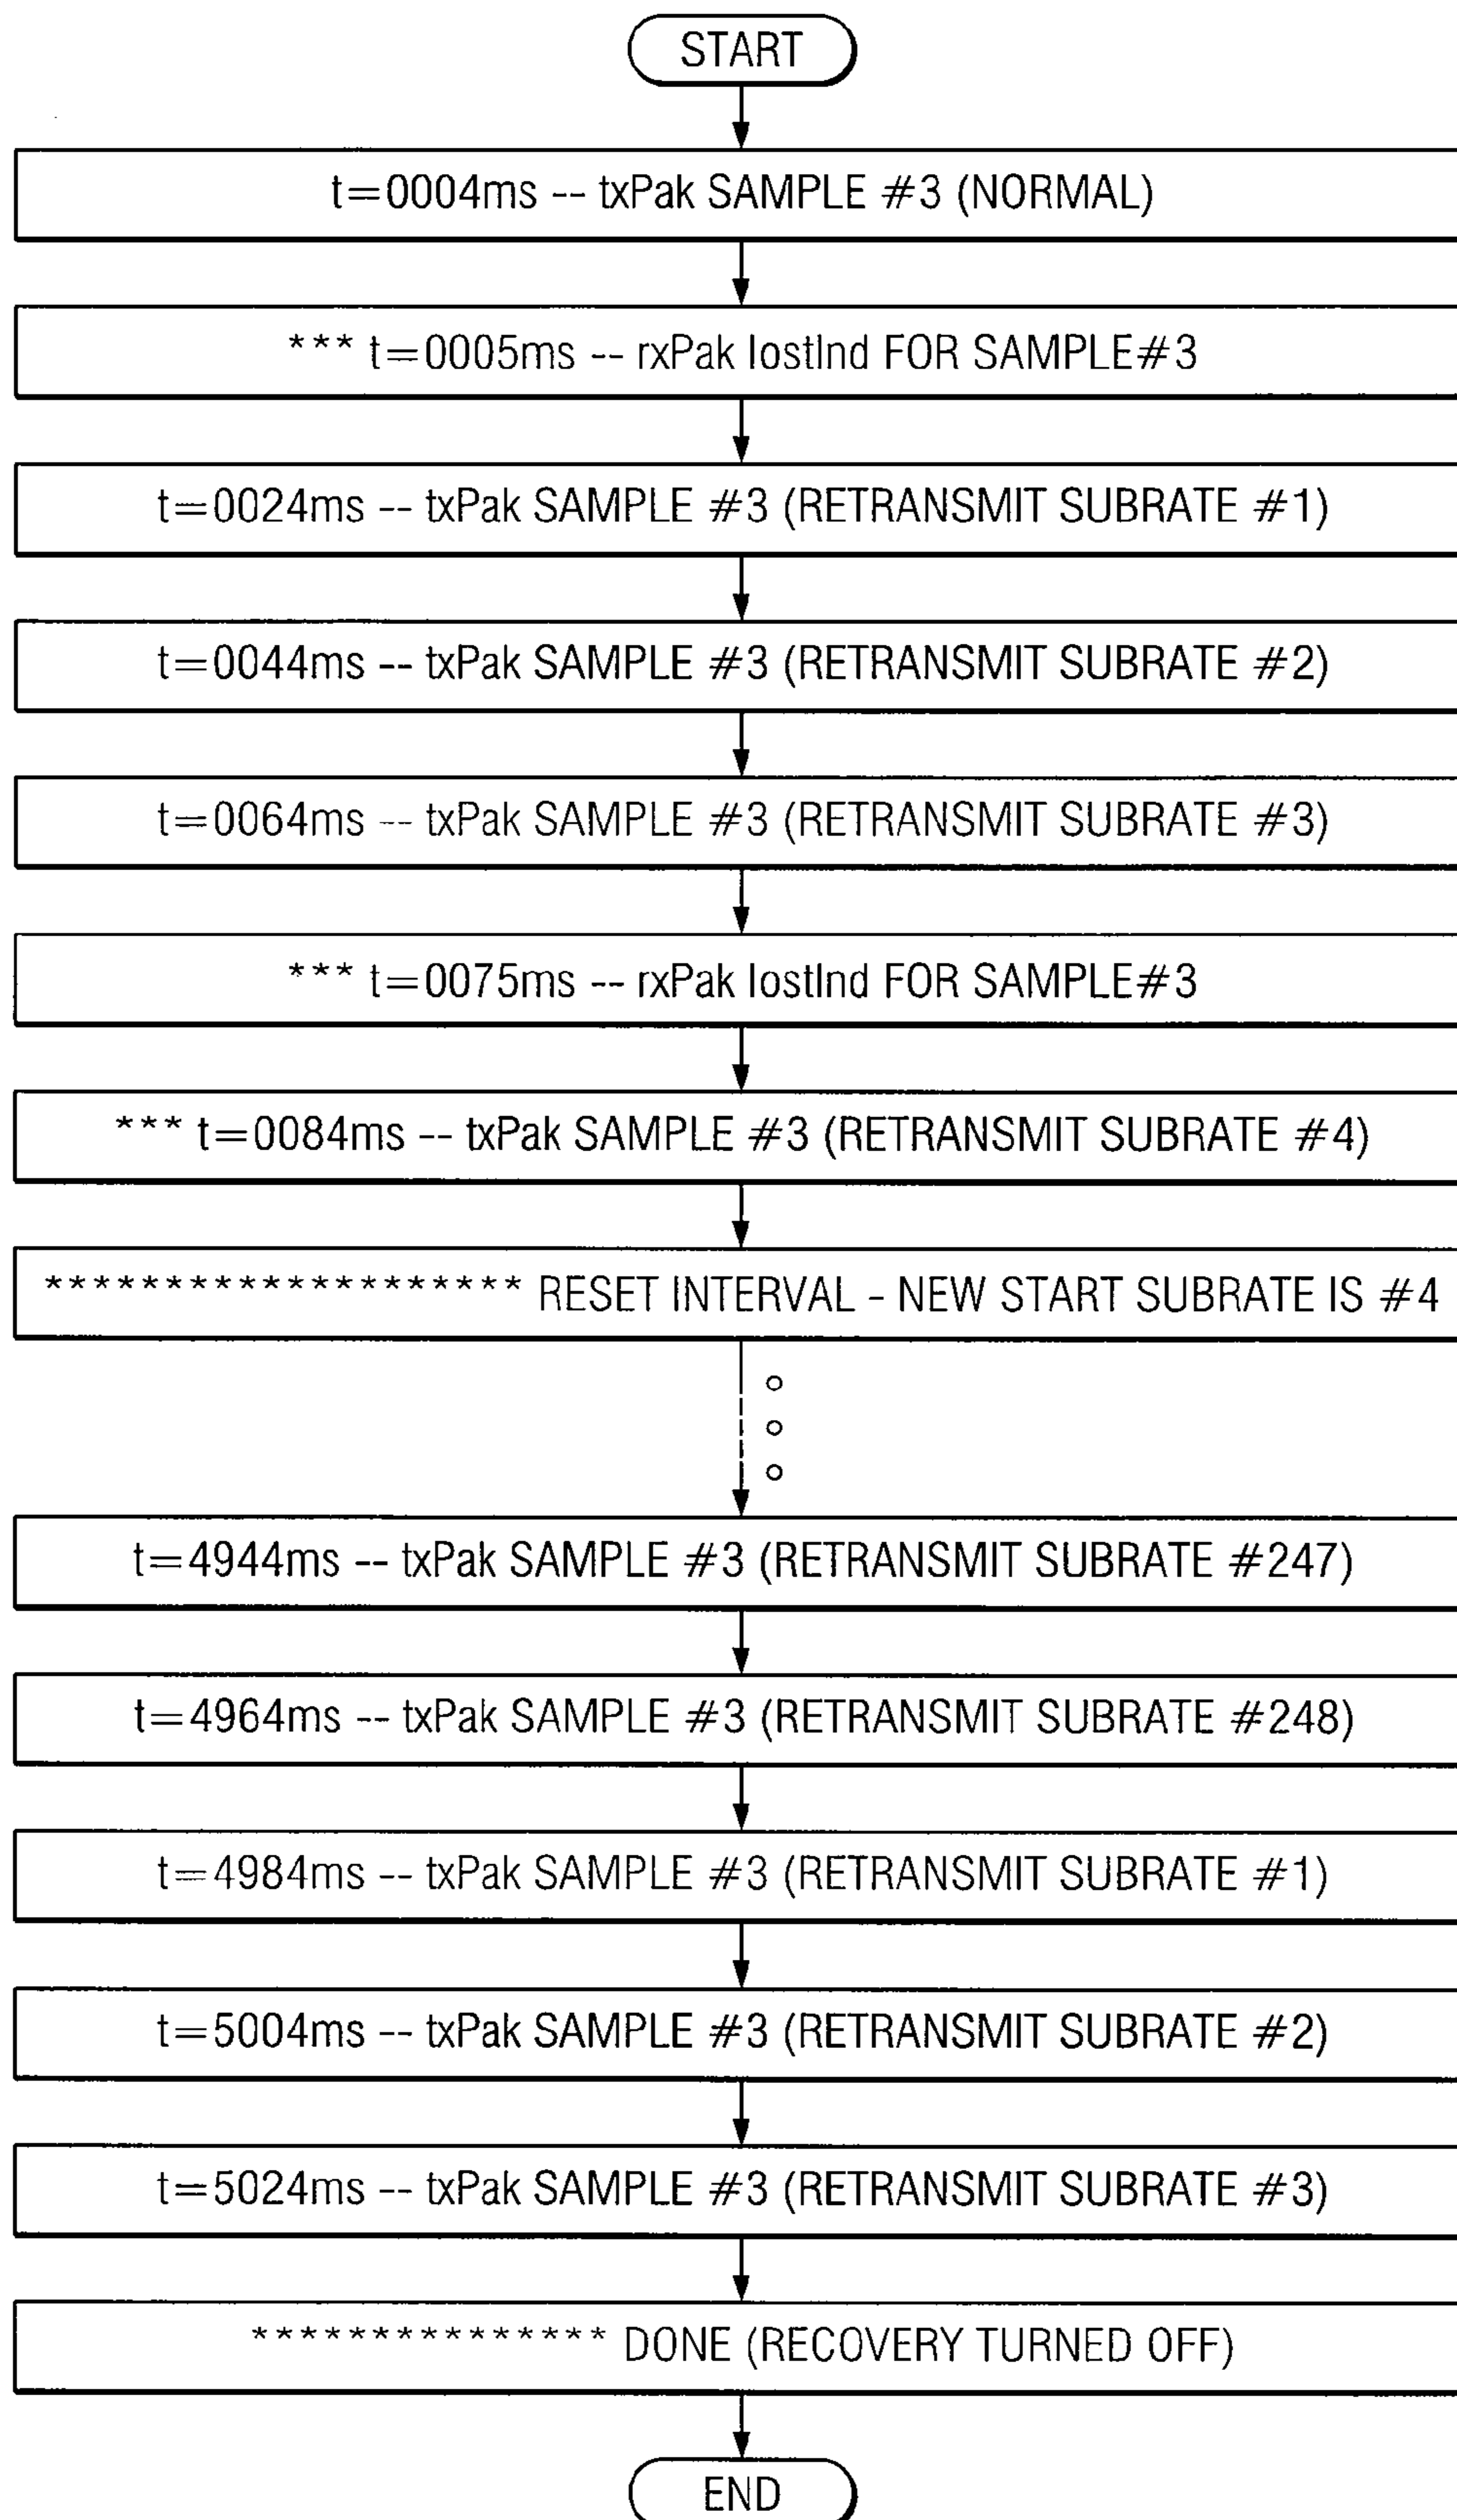 START
t=0004ms -- txPak SAMPLE #3 (NORMAL)
*** t=0005ms -- rxPak lostInd FOR SAMPLE#3
t=0024ms -- txPak SAMPLE #3 (RETRANSMIT SUBRATE #1)
t=0044ms -- txPak SAMPLE #3 (RETRANSMIT SUBRATE #2)
t=0064ms -- txPak SAMPLE #3 (RETRANSMIT SUBRATE #3)
*** t=0075ms -- rxPak lostInd FOR SAMPLE#3
*** t=0084ms -- txPak SAMPLE #3 (RETRANSMIT SUBRATE #4)
******************** RESET INTERVAL - NEW START SUBRATE IS #4
t=4944ms -- txPak SAMPLE #3 (RETRANSMIT SUBRATE #247)
t=4964ms -- txPak SAMPLE #3 (RETRANSMIT SUBRATE #248)
t=4984ms -- txPak SAMPLE #3 (RETRANSMIT SUBRATE #1)
t=5004ms -- txPak SAMPLE #3 (RETRANSMIT SUBRATE #2)
t=5024ms -- txPak SAMPLE #3 (RETRANSMIT SUBRATE #3)
*************** DONE (RECOVERY TURNED OFF)
END